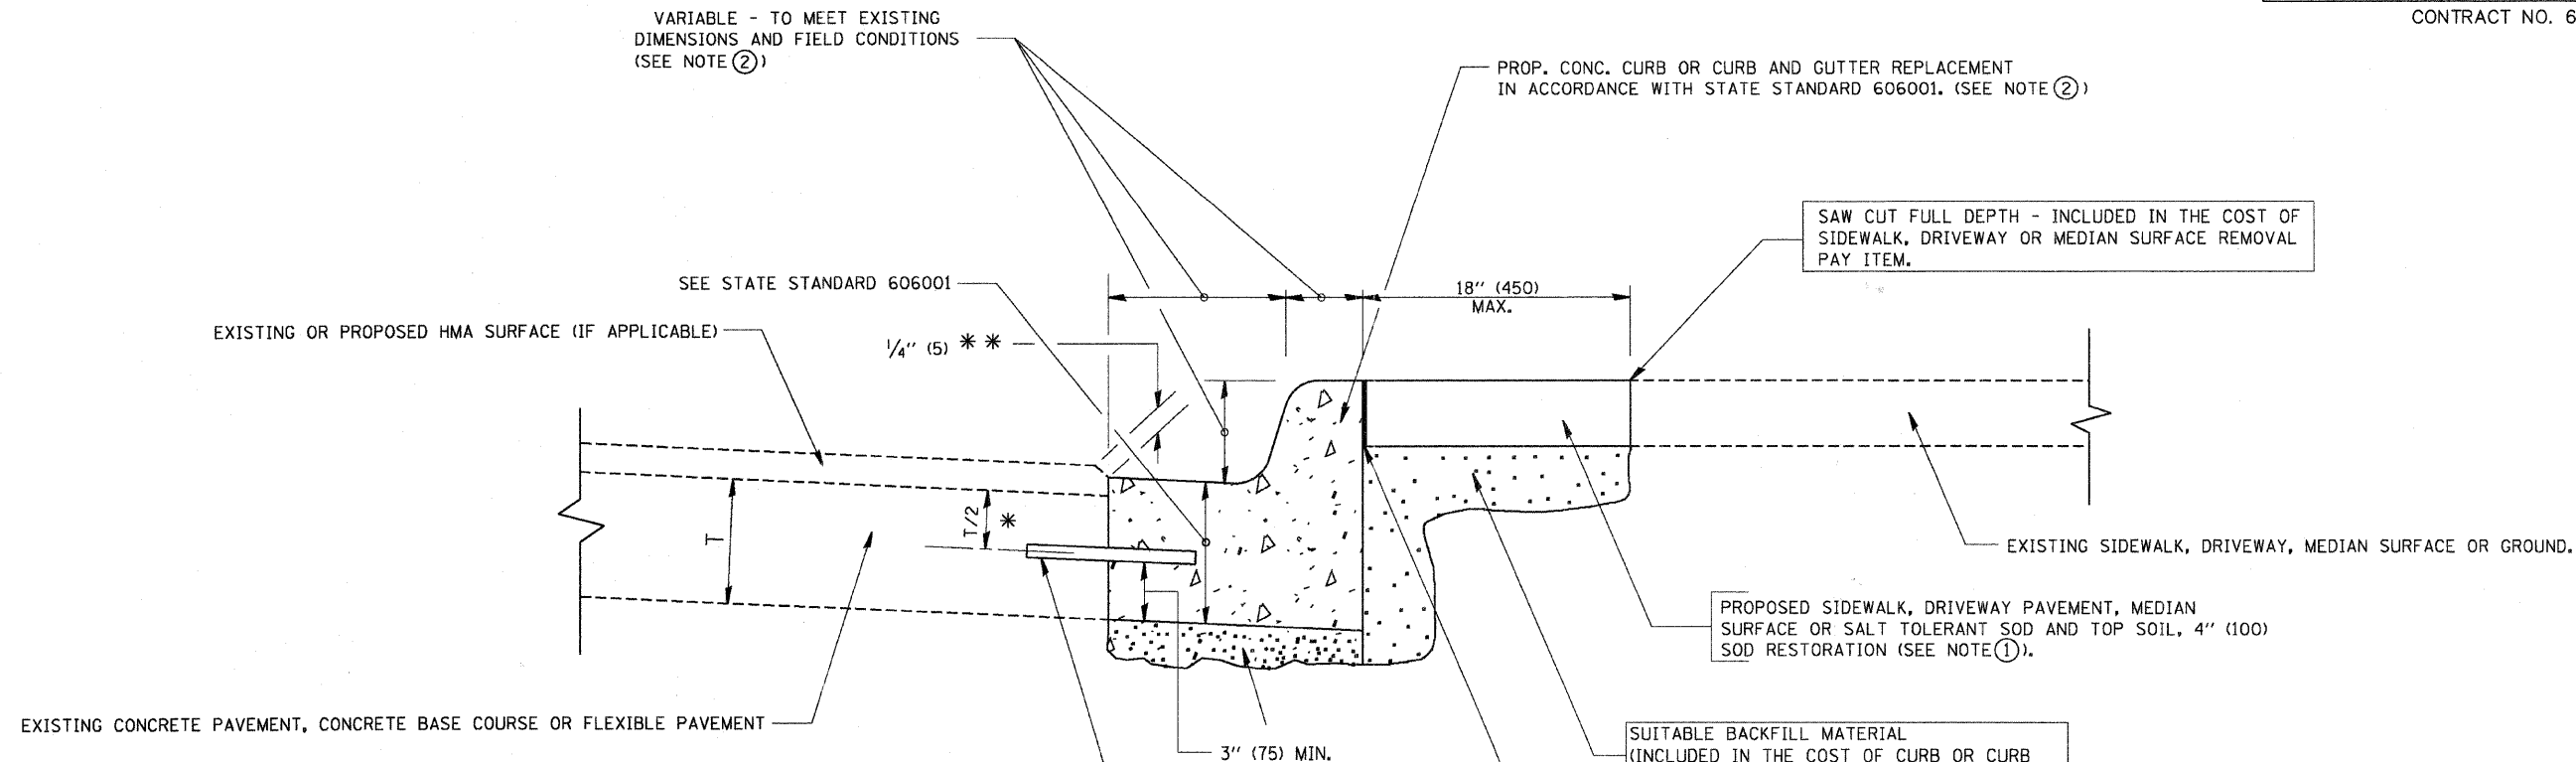 CONTRACT NO. 6
VARIABLE - TO MEET EXISTING
DIMENSIONS AND FIELD CONDITIONS
(SEE NOTE ②)
PROP. CONC. CURB OR CURB AND GUTTER REPLACEMENT
IN ACCORDANCE WITH STATE STANDARD 606001. (SEE NOTE ②)
SAW CUT FULL DEPTH - INCLUDED IN THE COST OF
SIDEWALK, DRIVEWAY OR MEDIAN SURFACE REMOVAL
PAY ITEM.
SEE STATE STANDARD 606001
18" (450)
MAX.
EXISTING OR PROPOSED HMA SURFACE (IF APPLICABLE)
1/4" (5) * *
T
T/2
*
EXISTING SIDEWALK, DRIVEWAY, MEDIAN SURFACE OR GROUND.
PROPOSED SIDEWALK, DRIVEWAY PAVEMENT, MEDIAN
SURFACE OR SALT TOLERANT SOD AND TOP SOIL, 4" (100)
SOD RESTORATION (SEE NOTE ①).
EXISTING CONCRETE PAVEMENT, CONCRETE BASE COURSE OR FLEXIBLE PAVEMENT
3" (75) MIN.
SUITABLE BACKFILL MATERIAL
(INCLUDED IN THE COST OF CURB OR CURB